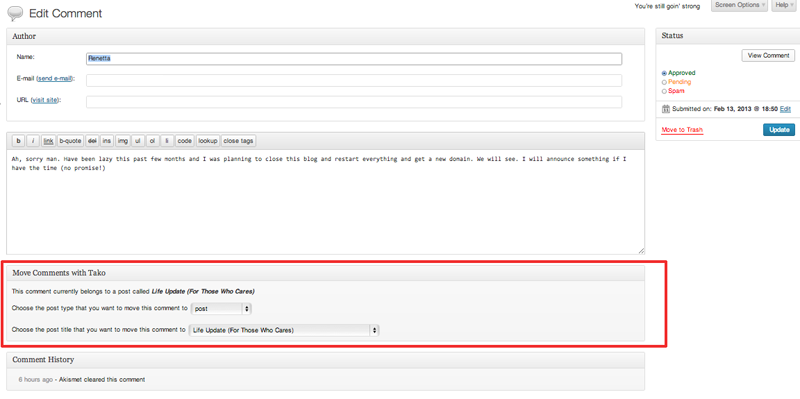 You're still goin' strong
Screen Options
Help
Edit Comment
Author
Name:
Renetta
E-mail (send e-mail):
URL (visit site):
Status
View Comment
Approved
Pending
Spam
Submitted on: Feb 13, 2013 @ 18:50 Edit
Move to Trash
Update
b i link b-quote del ins img ul ol li code lookup close tags
Ah, sorry man. Have been lazy this past few months and I was planning to close this blog and restart everything and get a new domain. We will see. I will announce something if I
have the time (no promise!)
Move Comments with Tako
This comment currently belongs to a post called Life Update (For Those Who Cares)
Choose the post type that you want to move this comment to post
Choose the post title that you want to move this comment to Life Update (For Those Who Cares)
Comment History
6 hours ago - Akismet cleared this comment